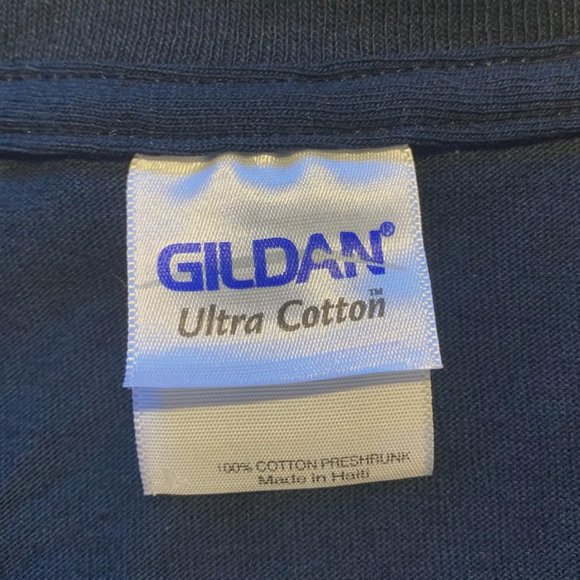 GILDAN®
Ultra Cotton™
100% COTTON PRESHRUNK
Made in Haiti